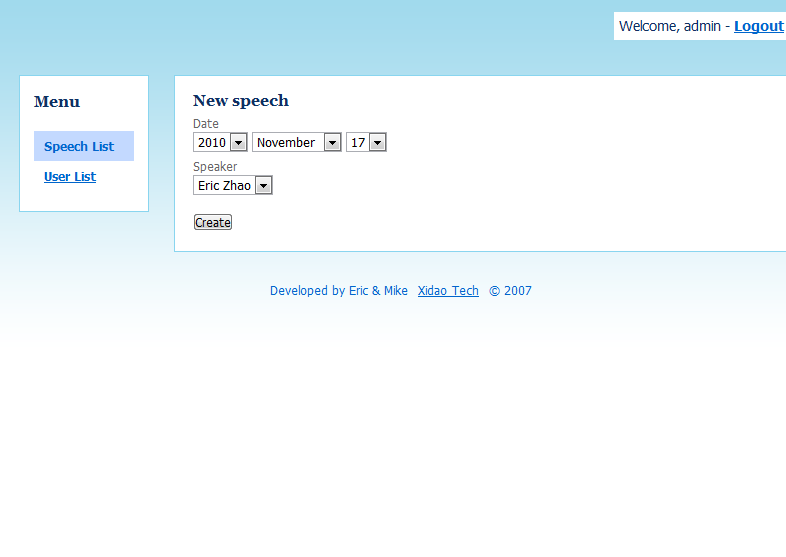 Welcome, admin - Logout
Menu
Speech List
User List
New speech
Date
2010 November 17
Speaker
Eric Zhao
Create
Developed by Eric & Mike Xidao Tech © 2007